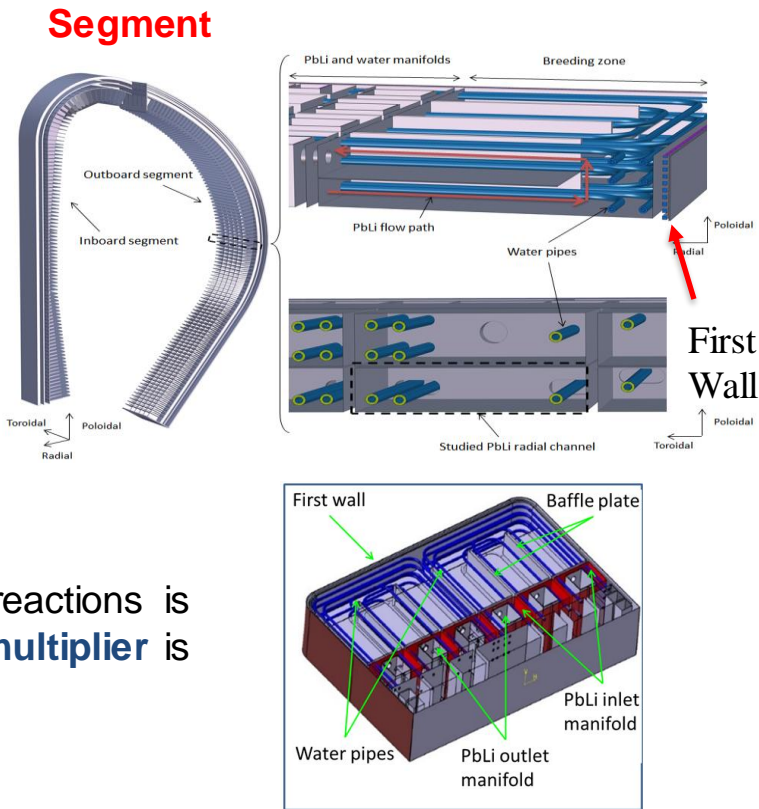 Segment
PbLi and water manifolds
Breeding zone
Outboard segment
Inboard segment
PbLi flow path
Water pipes
Poloidal
Radial
First
Wall
Toroidal
Poloidal
Radial
Studied PbLi radial channel
Toroidal
Poloidal
First wall
Baffle plate
reactions is
multiplier is
Water pipes
PbLi outlet
manifold
PbLi inlet
manifold